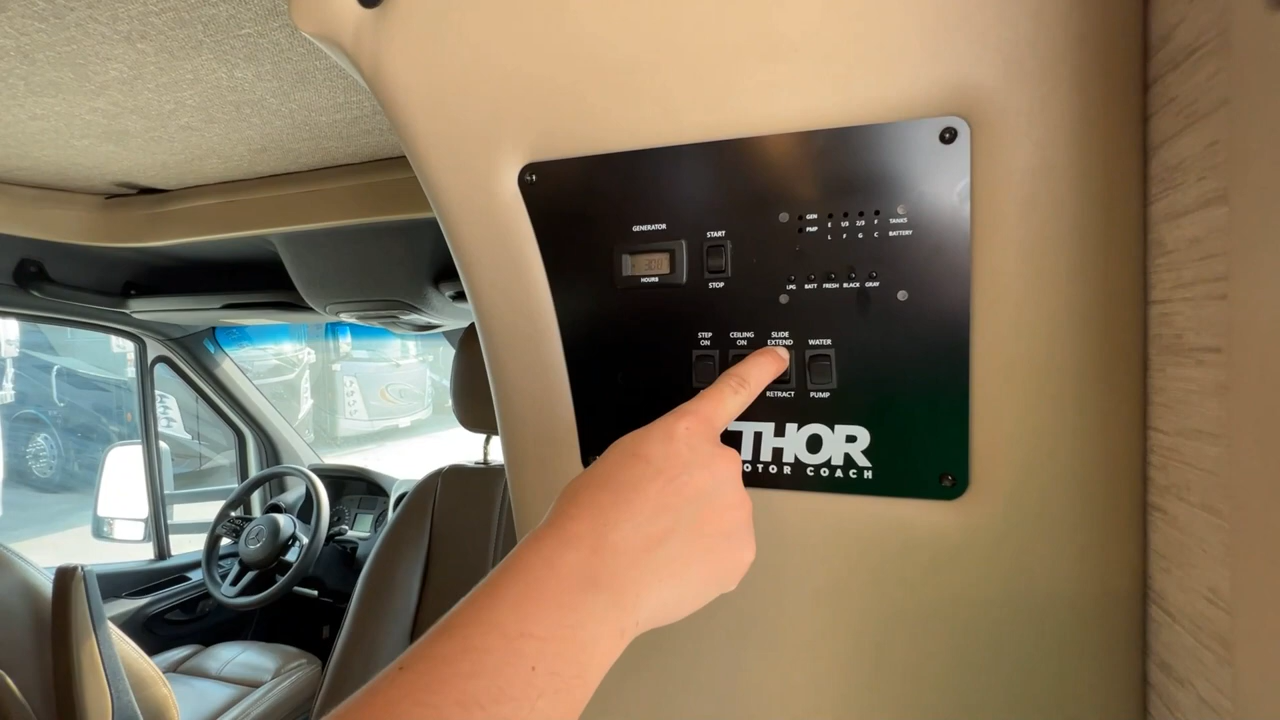 GENERATOR
HOURS
START
STOP
GEN
PMP
E 1/3 2/3 F TANKS
L F G C BATTERY
LPG BATT FRESH BLACK GRAY
STEP ON
CEILING ON
SLIDE EXTEND
RETRACT
WATER
PUMP
THOR
OTOR COACH